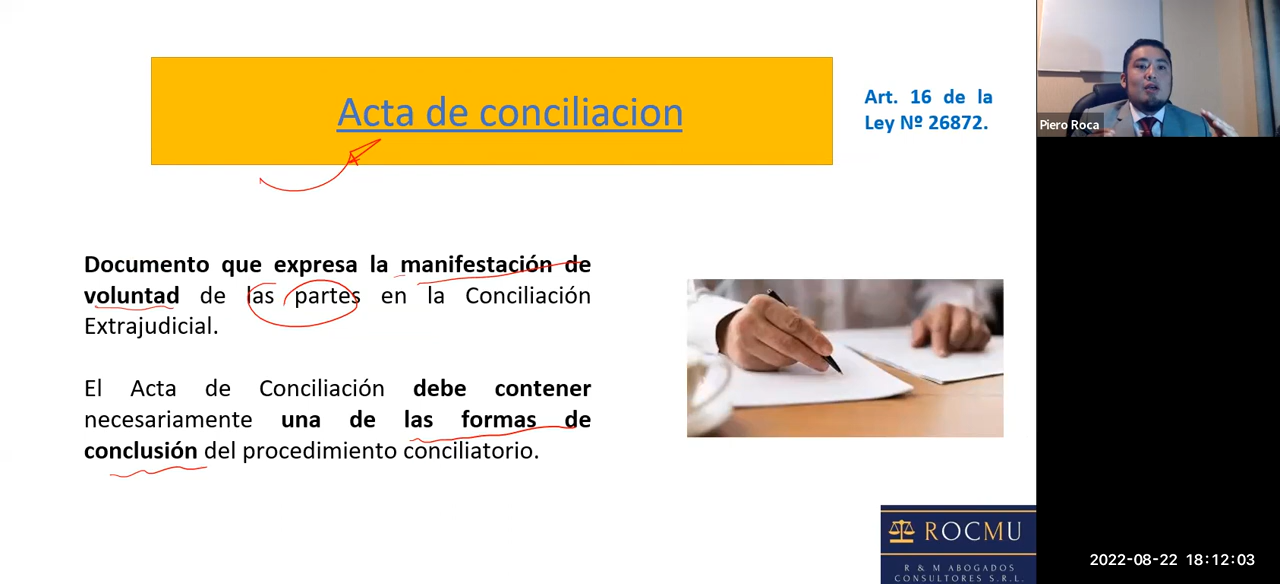 Acta de conciliacion
Art. 16 de la
Ley Nº 26872.
Piero Roca
Documento que expresa la manifestación de
voluntad de las partes en la Conciliación
Extrajudicial.
El Acta de Conciliación debe contener
necesariamente una de las formas de
conclusión del procedimiento conciliatorio.
ROCMU
R & M ABOGADOS
CONSULTORES S.R.L.
2022-08-22 18:12:03